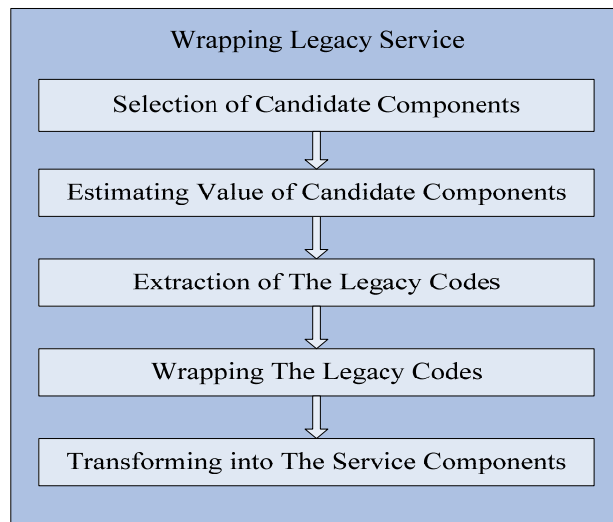 Wrapping Legacy Service
Selection of Candidate Components
Estimating Value of Candidate Components
Extraction of The Legacy Codes
Wrapping The Legacy Codes
Transforming into The Service Components